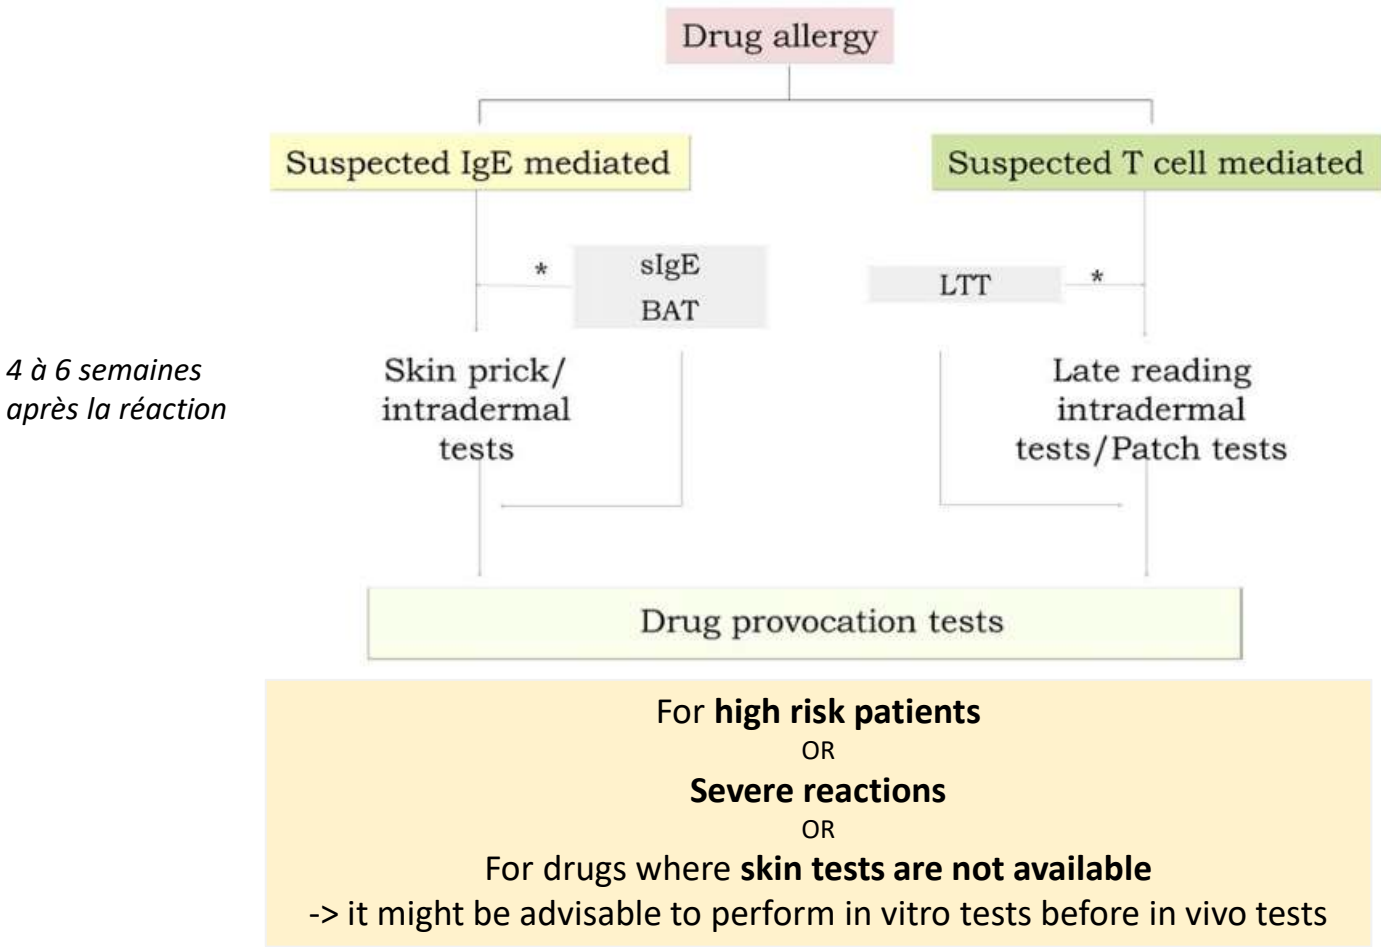 Drug allergy
Suspected IgE mediated
Suspected T cell mediated
*
sIgE
BAT
LTT
*
4 à 6 semaines
après la réaction
Skin prick/
intradermal
tests
Late reading
intradermal
tests/Patch tests
Drug provocation tests
For high risk patients
OR
Severe reactions
OR
For drugs where skin tests are not available
-> it might be advisable to perform in vitro tests before in vivo tests